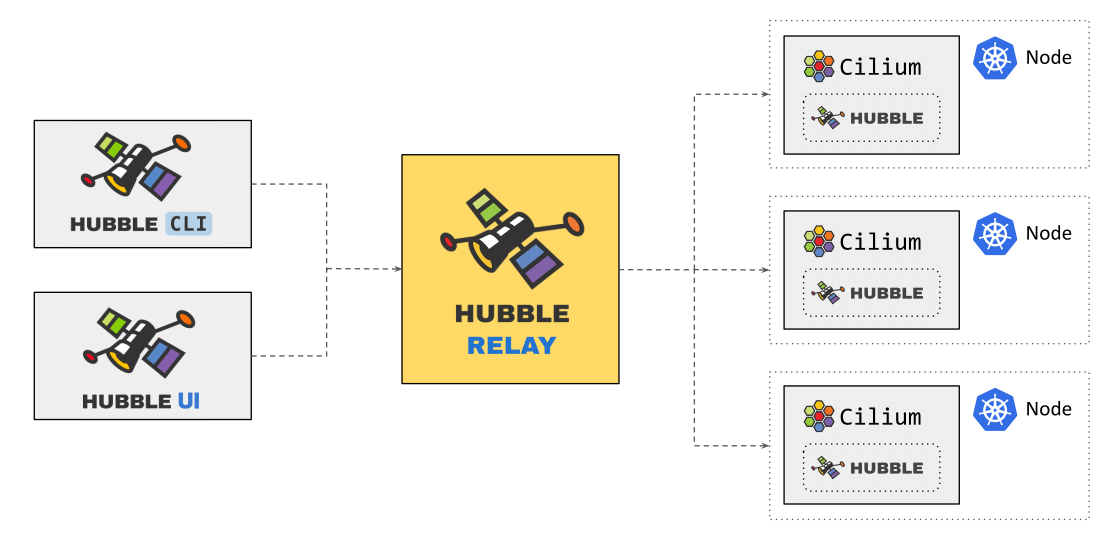 HUBBLE CLI
HUBBLE UI
HUBBLE
RELAY
Cilium
HUBBLE
Node
Cilium
HUBBLE
Node
Cilium
HUBBLE
Node